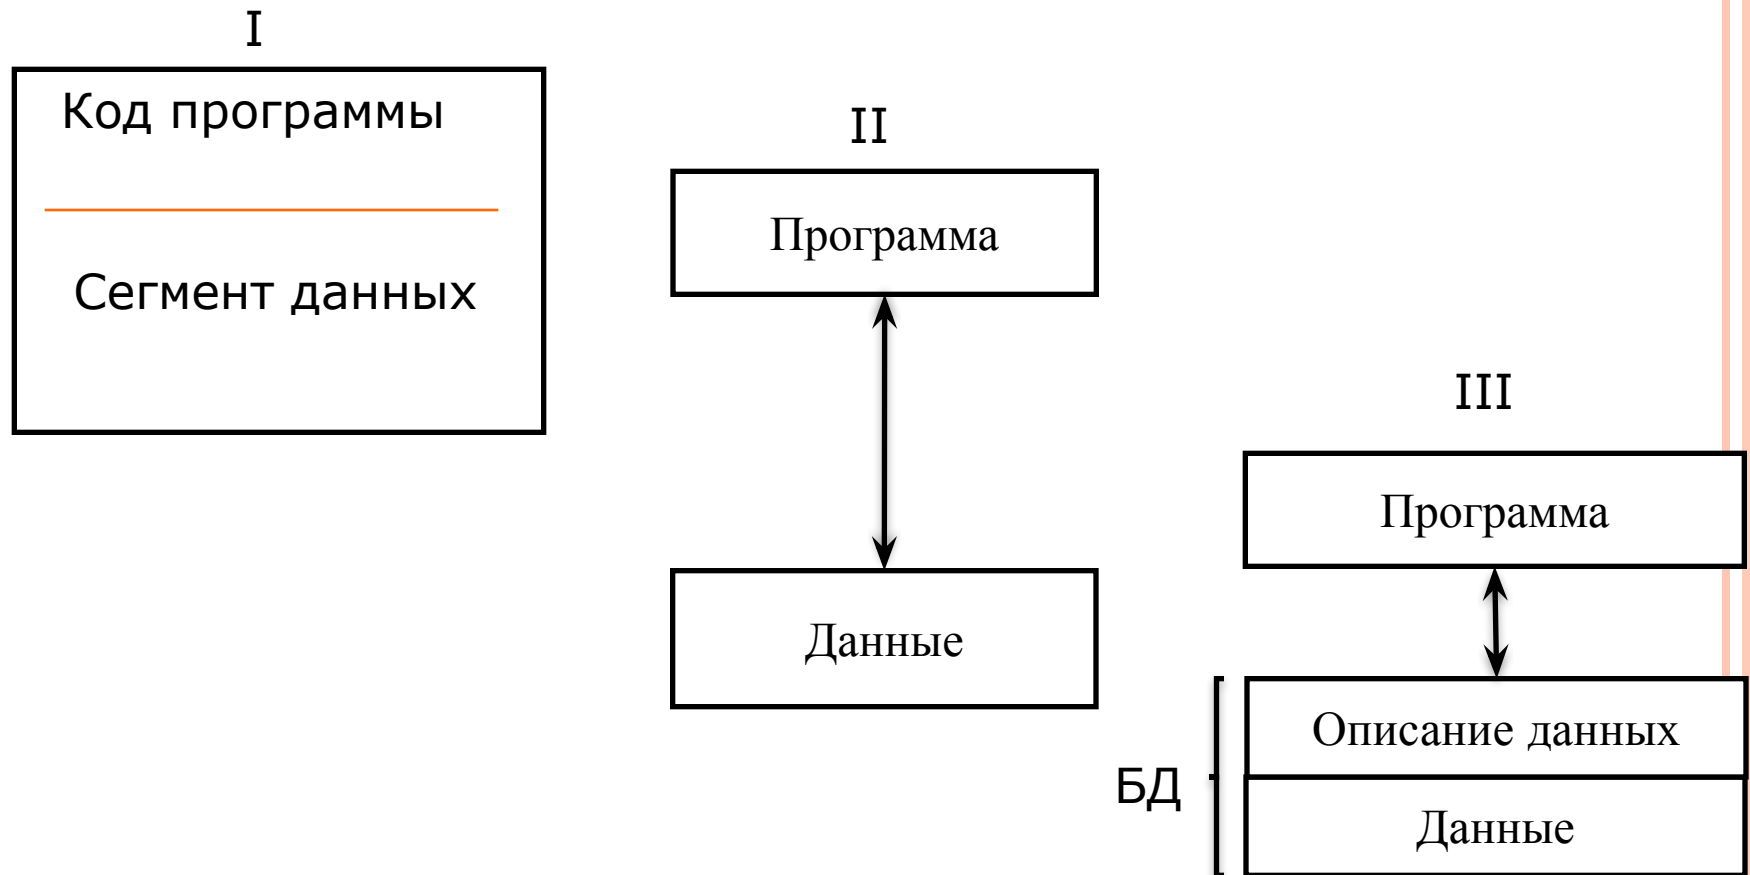 I
Код программы
Сегмент данных
II
Программа
Данные
III
Программа
Описание данных
БД
Данные